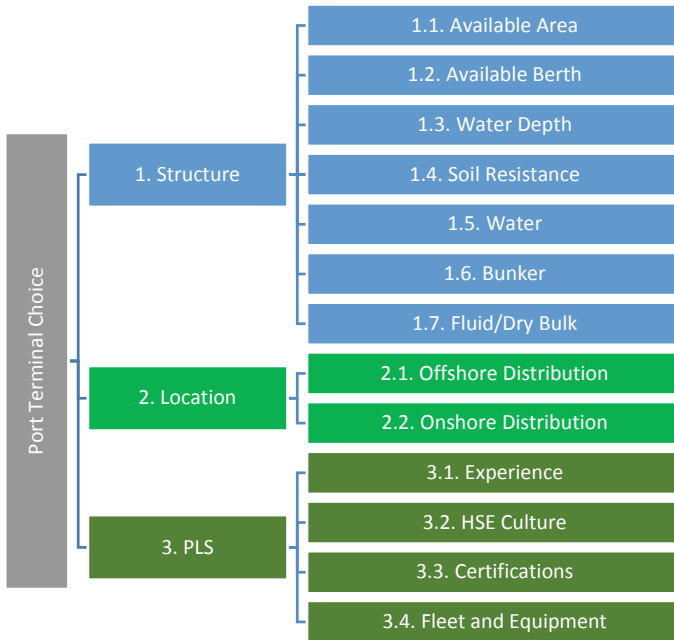 Port Terminal Choice
1. Structure
1.1. Available Area
1.2. Available Berth
1.3. Water Depth
1.4. Soil Resistance
1.5. Water
1.6. Bunker
1.7. Fluid/Dry Bulk
2. Location
2.1. Offshore Distribution
2.2. Onshore Distribution
3. PLS
3.1. Experience
3.2. HSE Culture
3.3. Certifications
3.4. Fleet and Equipment